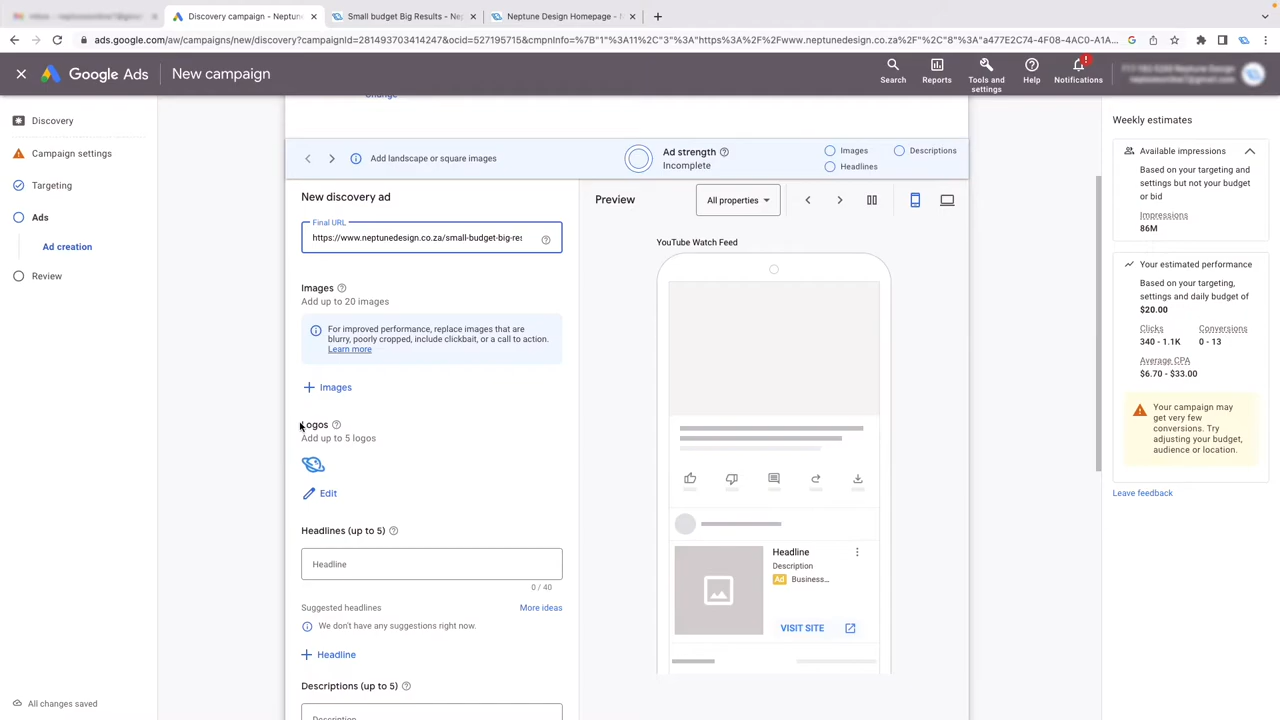 Discovery campaign - Neptun
Small budget Big Results - Ne
Neptune Design Homepage - N
ads.google.com/aw/campaigns/new/discovery?campaignId=281493703414247&ocid=527195715&cmpnInfo=%7B"1"%3A11%2C"3"%3A"https%3A%2F%2Fwww.neptunedesign.co.za%2F"%2C"8"%3A"a477E2C74-4F08-4AC0-A1A...
Google Ads
New campaign
Search
Reports
Tools and settings
Help
Notifications
Discovery
Campaign settings
Targeting
Ads
Ad creation
Review
All changes saved
Change
Add landscape or square images
Ad strength
Incomplete
Images
Headlines
Descriptions
New discovery ad
Final URL
https://www.neptunedesign.co.za/small-budget-big-res
Images
Add up to 20 images
For improved performance, replace images that are
blurry, poorly cropped, include clickbait, or a call to action.
Learn more
Images
Logos
Add up to 5 logos
Edit
Headlines (up to 5)
Headline
0 / 40
Suggested headlines
More ideas
We don't have any suggestions right now.
Headline
Descriptions (up to 5)
Description
Preview
All properties
YouTube Watch Feed
Headline
Description
Ad Business...
VISIT SITE
Weekly estimates
Available impressions
Based on your targeting and
settings but not your budget
or bid
Impressions
86M
Your estimated performance
Based on your targeting,
settings and daily budget of
$20.00
Clicks
Conversions
340 - 1.1K
0 - 13
Average CPA
$6.70 - $33.00
Your campaign may
get very few
conversions. Try
adjusting your budget,
audience or location.
Leave feedback